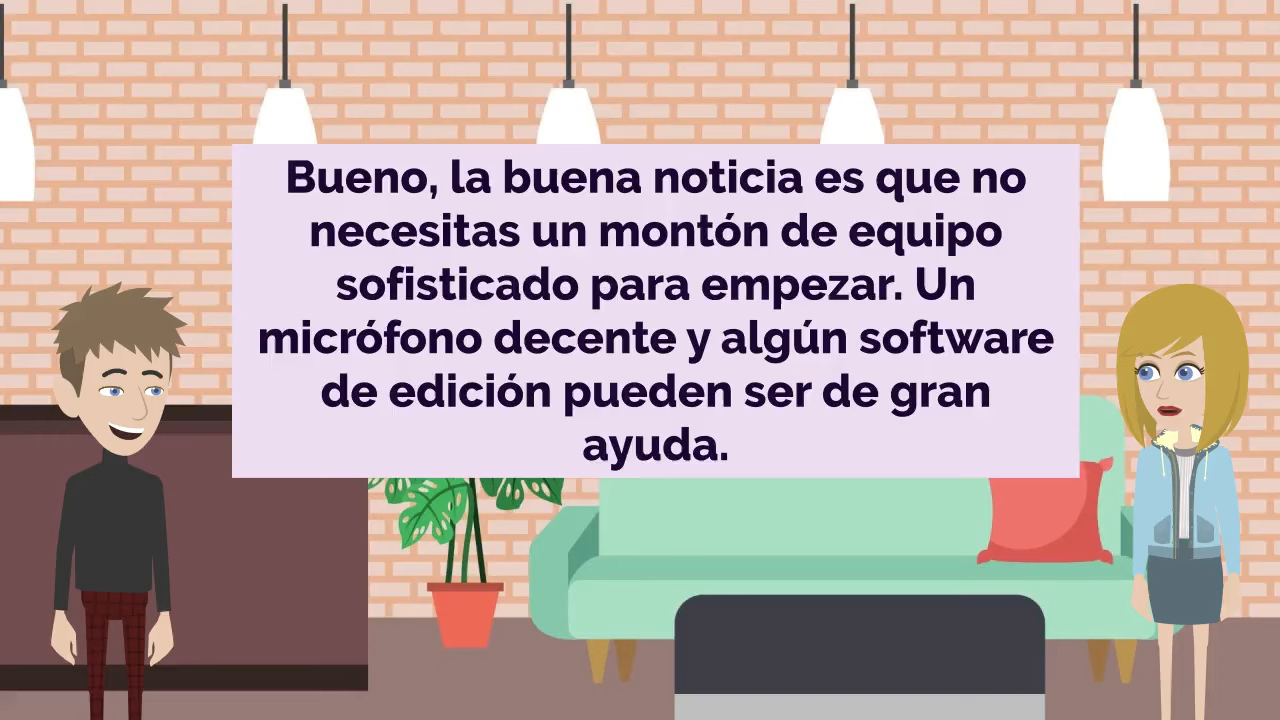 Bueno, la buena noticia es que no
necesitas un montón de equipo
sofisticado para empezar. Un
micrófono decente y algún software
de edición pueden ser de gran
ayuda.